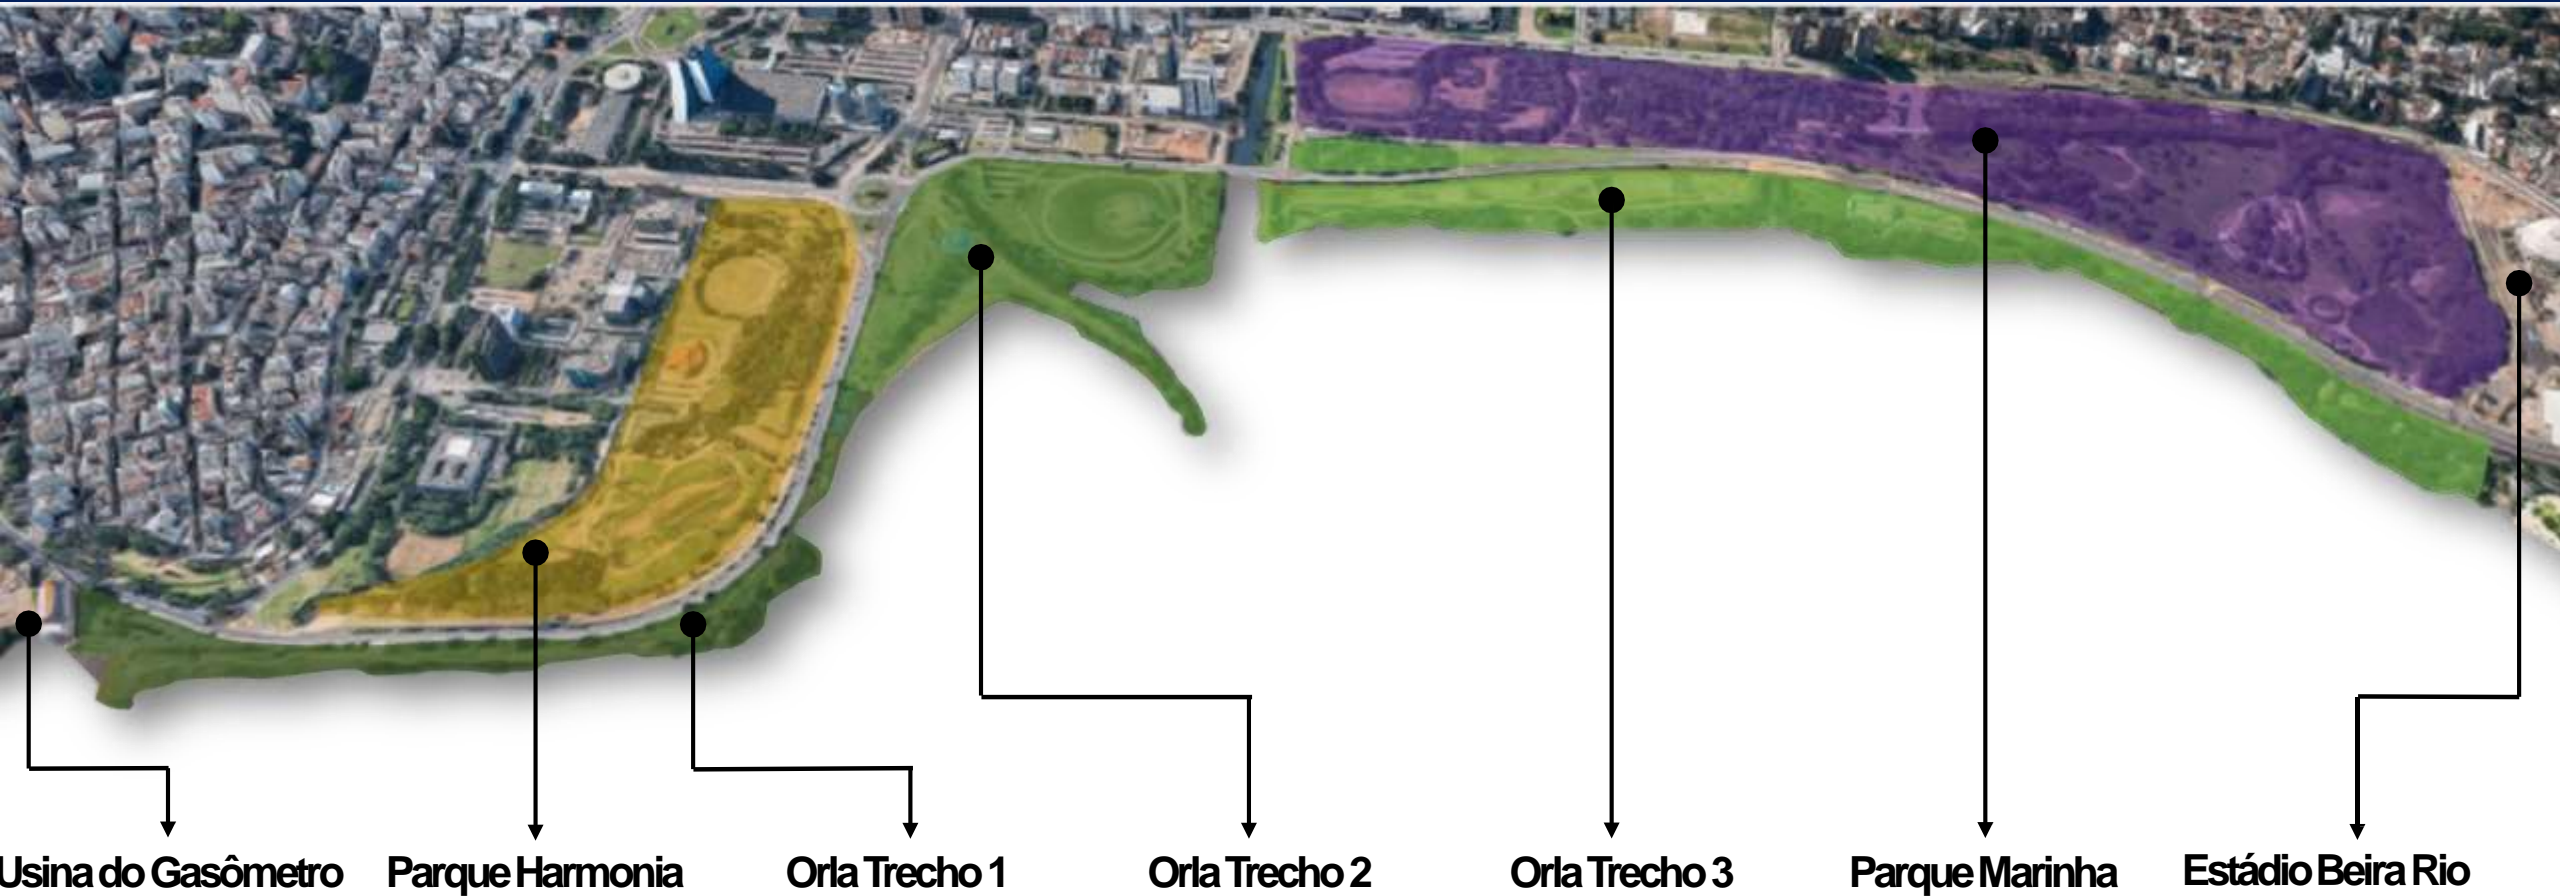 Usina do Gasômetro
Parque Harmonia
Orla Trecho 1
Orla Trecho 2
Orla Trecho 3
Parque Marinha
Estádio Beira Rio